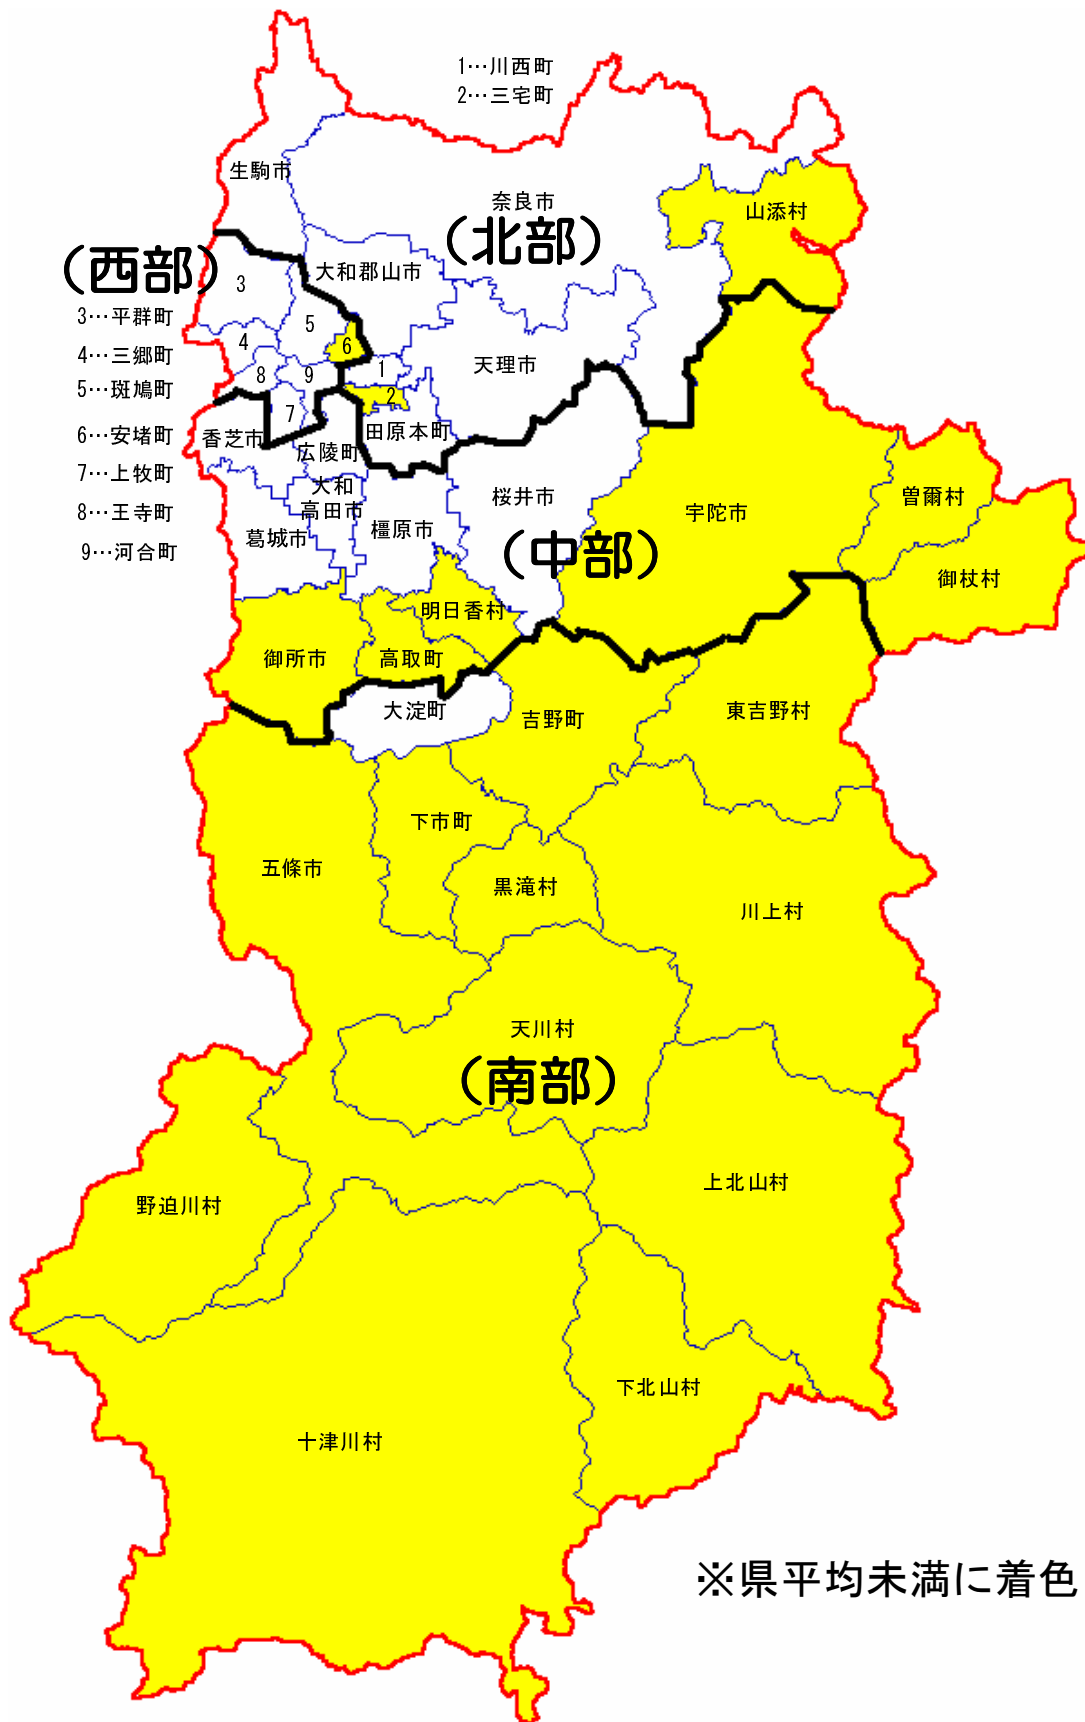 1…川西町
2…三宅町
生駒市
奈良市
山添村
(北部)
(西部)
大和郡山市
3
3…平群町
5
4
6
4…三郷町
天理市
1
8
9
5…斑鳩町
2
7
6…安堵町
香芝市
田原本町
広陵町
7…上牧町
大和
高田市
桜井市
曽爾村
8…王寺町
宇陀市
橿原市
葛城市
9…河合町
(中部)
御杖村
明日香村
御所市
高取町
大淀町
吉野町
東吉野村
下市町
五條市
黒滝村
川上村
天川村
(南部)
上北山村
野迫川村
下北山村
十津川村
※県平均未満に着色